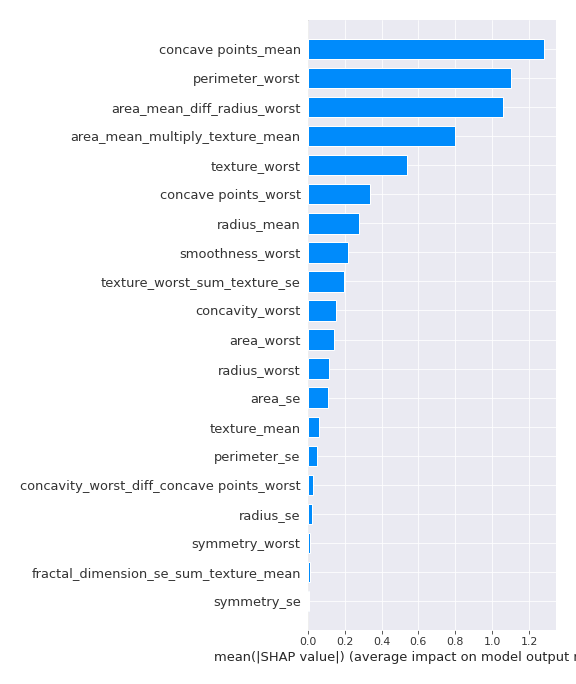 concave points_mean
perimeter_worst
area_mean_diff_radius_worst
area_mean_multiply_texture_mean
texture_worst
concave points_worst
radius_mean
smoothness_worst
texture_worst_sum_texture_se
concavity_worst
area_worst
radius_worst
area_se
texture_mean
perimeter_se
concavity_worst_diff_concave points_worst
radius_se
symmetry_worst
fractal_dimension_se_sum_texture_mean
symmetry_se
0.0 0.2 0.4 0.6 0.8 1.0 1.2
mean(|SHAP value|) (average impact on model output